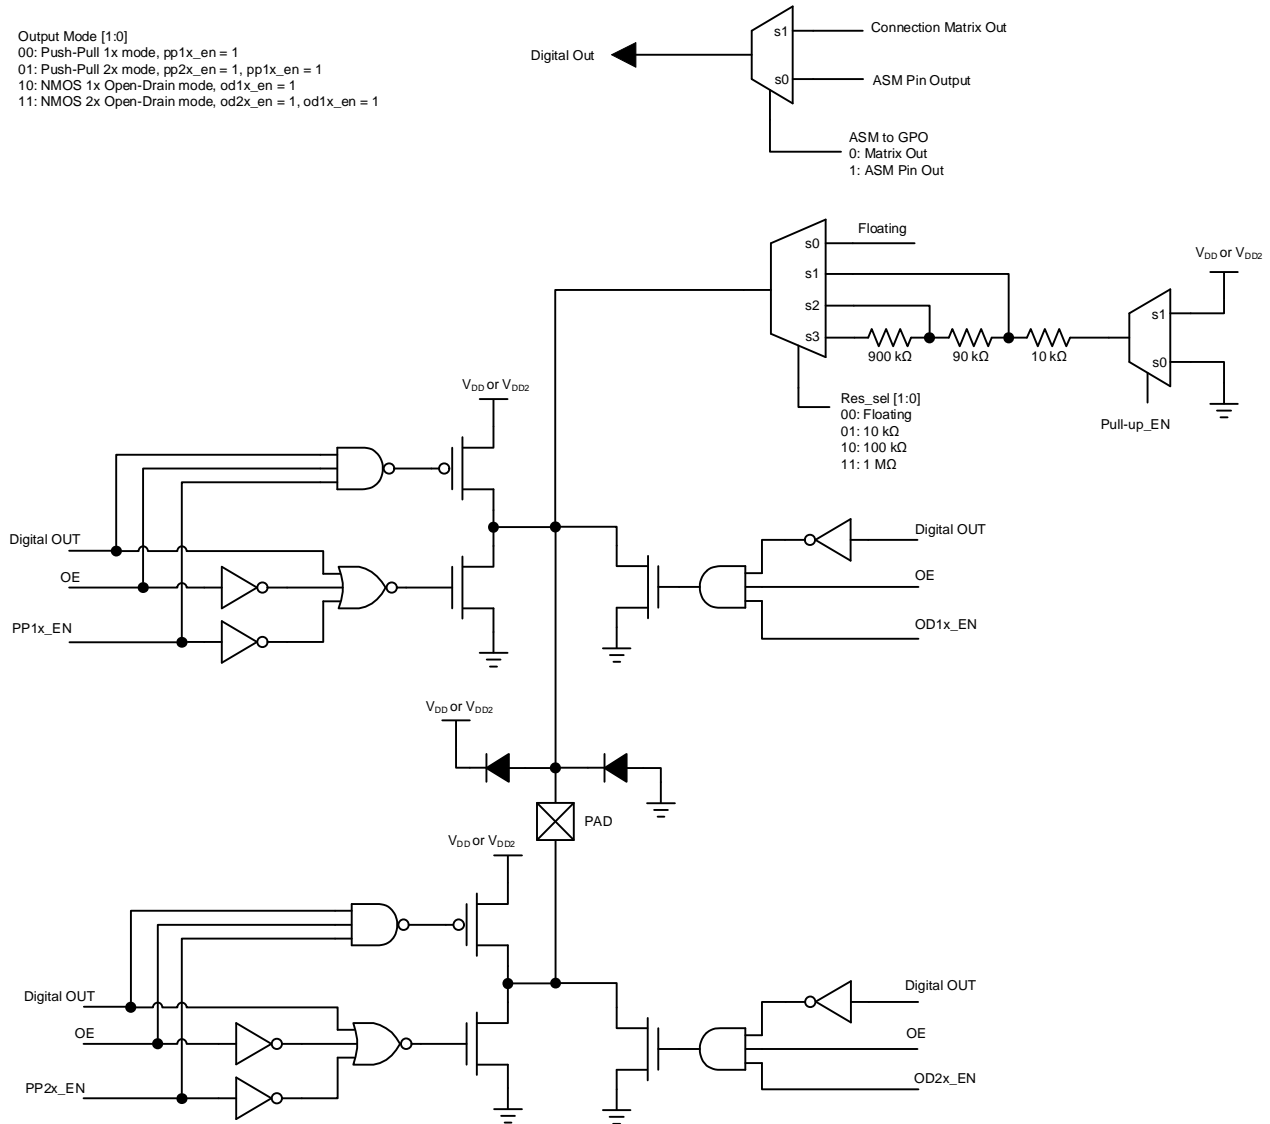 Output Mode [1:0]
00: Push-Pull 1x mode, pp1x_en = 1
01: Push-Pull 2x mode, pp2x_en = 1, pp1x_en = 1
10: NMOS 1x Open-Drain mode, od1x_en = 1
11: NMOS 2x Open-Drain mode, od2x_en = 1, od1x_en = 1
Digital Out
s1
Connection Matrix Out
s0
ASM Pin Output
ASM to GPO
0: Matrix Out
1: ASM Pin Out
s0
Floating
s1
s2
s3
900 kΩ
90 kΩ
10 kΩ
VDD or VDD2
s1
s0
Pull-up_EN
Res_sel [1:0]
00: Floating
01: 10 kΩ
10: 100 kΩ
11: 1 MΩ
VDD or VDD2
Digital OUT
OE
PP1x_EN
Digital OUT
OE
OD1x_EN
VDD or VDD2
PAD
VDD or VDD2
Digital OUT
OE
PP2x_EN
Digital OUT
OE
OD2x_EN